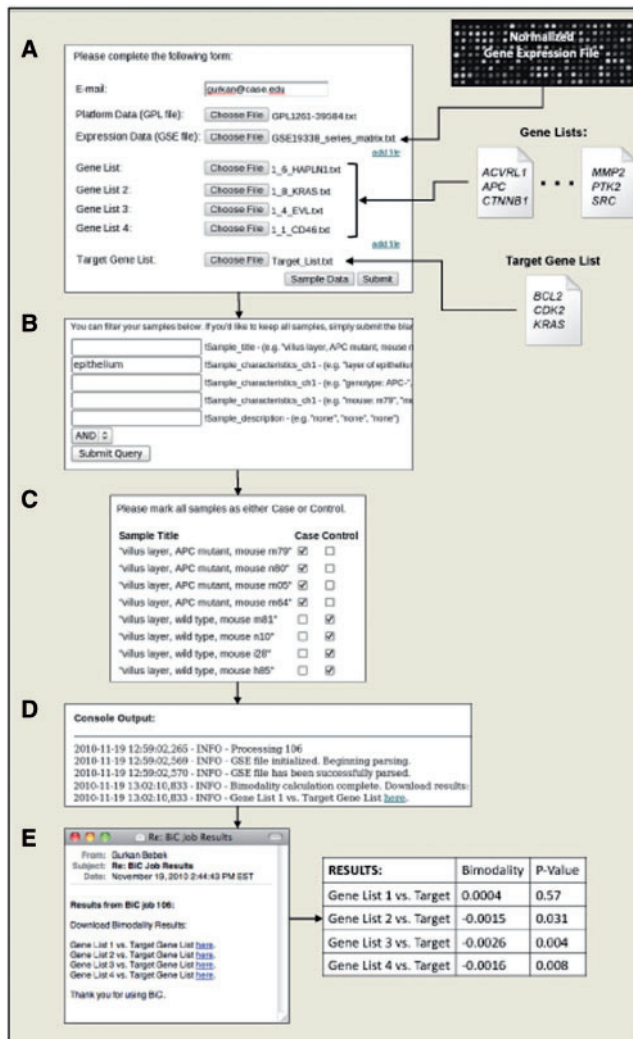 A
Please complete the following form:
Normalized
Gene Expression File
E-mail:
gurkan@case.edu
Platform Data (GPL file): Choose File GPL1261-39584.txt
Expression Data (GSE file): Choose File GSE19338_series_matrix.txt
add file
Gene List: Choose File 1_6_HAPLN1.txt
Gene List 2: Choose File 1_8_KRAS.txt
Gene List 3: Choose File 1_4_EVL.txt
Gene List 4: Choose File 1_1_CD46.txt
add file
Target Gene List: Choose File Target_List.txt
Sample Data Submit
Gene Lists:
ACVRL1
APC
CTNNB1
. . .
MMP2
PTK2
SRC
Target Gene List
BCL2
CDK2
KRAS
B
You can filter your samples below. If you'd like to keep all samples, simply submit the blan
!Sample_title - (e.g. "villus layer, APC mutant, mouse
epithelium !Sample_characteristics_ch1 - (e.g. "layer of epithelium
!Sample_characteristics_ch1 - (e.g. "genotype: APC-",
!Sample_characteristics_ch1 - (e.g. "mouse: m79", "m
!Sample_description - (e.g. "none", "none", "none")
AND
Submit Query
C
Please mark all samples as either Case or Control.
Sample Title Case Control
"villus layer, APC mutant, mouse m79"
"villus layer, APC mutant, mouse n80"
"villus layer, APC mutant, mouse m05"
"villus layer, APC mutant, mouse m64"
"villus layer, wild type, mouse m81"
"villus layer, wild type, mouse n10"
"villus layer, wild type, mouse i28"
"villus layer, wild type, mouse h85"
D
Console Output:
2010-11-19 12:59:02,265 - INFO - Processing 106
2010-11-19 12:59:02,569 - INFO - GSE file initialized. Beginning parsing.
2010-11-19 12:59:02,570 - INFO - GSE file has been successfully parsed.
2010-11-19 13:02:10,833 - INFO - Bimodality calculation complete. Download results:
2010-11-19 13:02:10,833 - INFO - Gene List 1 vs. Target Gene List here.
E
Re: BiC Job Results
From: Gurkan Bebek
Subject: Re: BiC Job Results
Date: November 19, 2010 2:44:43 PM EST
Results from BiC job 106:
Download Bimodality Results:
Gene List 1 vs. Target Gene List here.
Gene List 2 vs. Target Gene List here.
Gene List 3 vs. Target Gene List here.
Gene List 4 vs. Target Gene List here.
Thank you for using BiC.
RESULTS: Bimodality P-Value
Gene List 1 vs. Target 0.0004 0.57
Gene List 2 vs. Target -0.0015 0.031
Gene List 3 vs. Target -0.0026 0.004
Gene List 4 vs. Target -0.0016 0.008